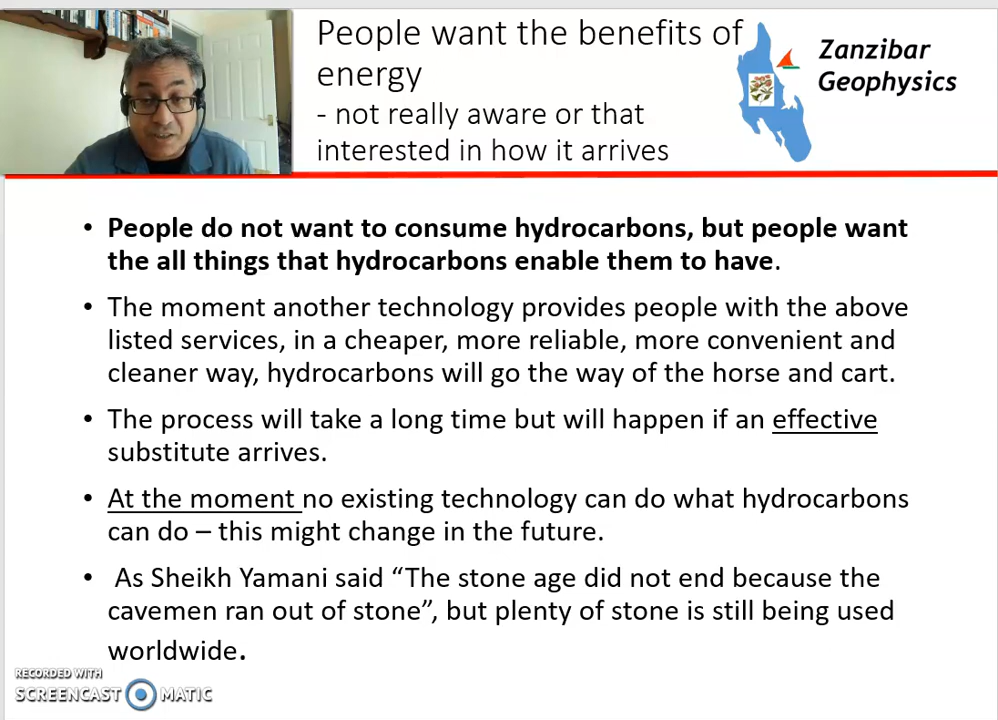 People want the benefits of
energy
- not really aware or that
interested in how it arrives
Zanzibar
Geophysics
• People do not want to consume hydrocarbons, but people want
the all things that hydrocarbons enable them to have.
• The moment another technology provides people with the above
listed services, in a cheaper, more reliable, more convenient and
cleaner way, hydrocarbons will go the way of the horse and cart.
• The process will take a long time but will happen if an effective
substitute arrives.
• At the moment no existing technology can do what hydrocarbons
can do – this might change in the future.
• As Sheikh Yamani said “The stone age did not end because the
cavemen ran out of stone”, but plenty of stone is still being used
worldwide.
RECORDED WITH
SCREENCAST MATIC